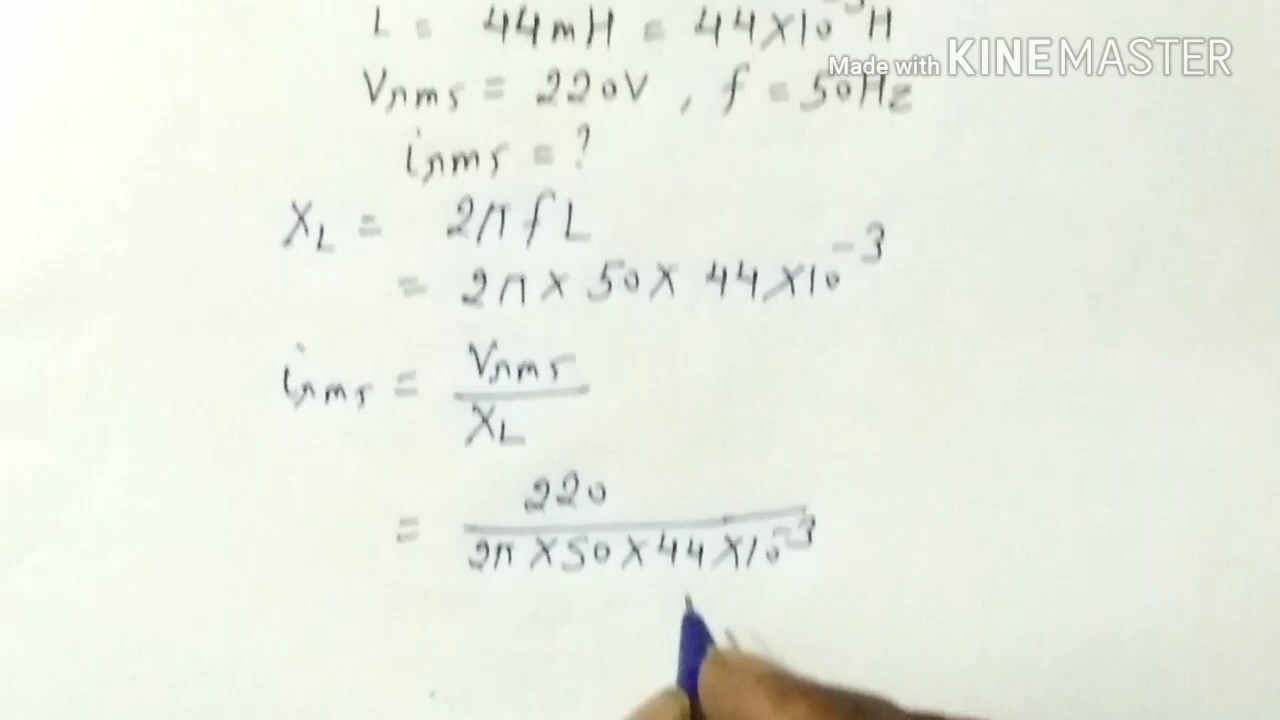 L = 44mH = 44×10⁻³H
Made with KINEMASTER
Vrms = 220V , f = 50Hz
irms = ?
XL = 2πfL
= 2π × 50 × 44 × 10⁻³
irms = Vrms
XL
= 220
2π × 50 × 44 × 10⁻³